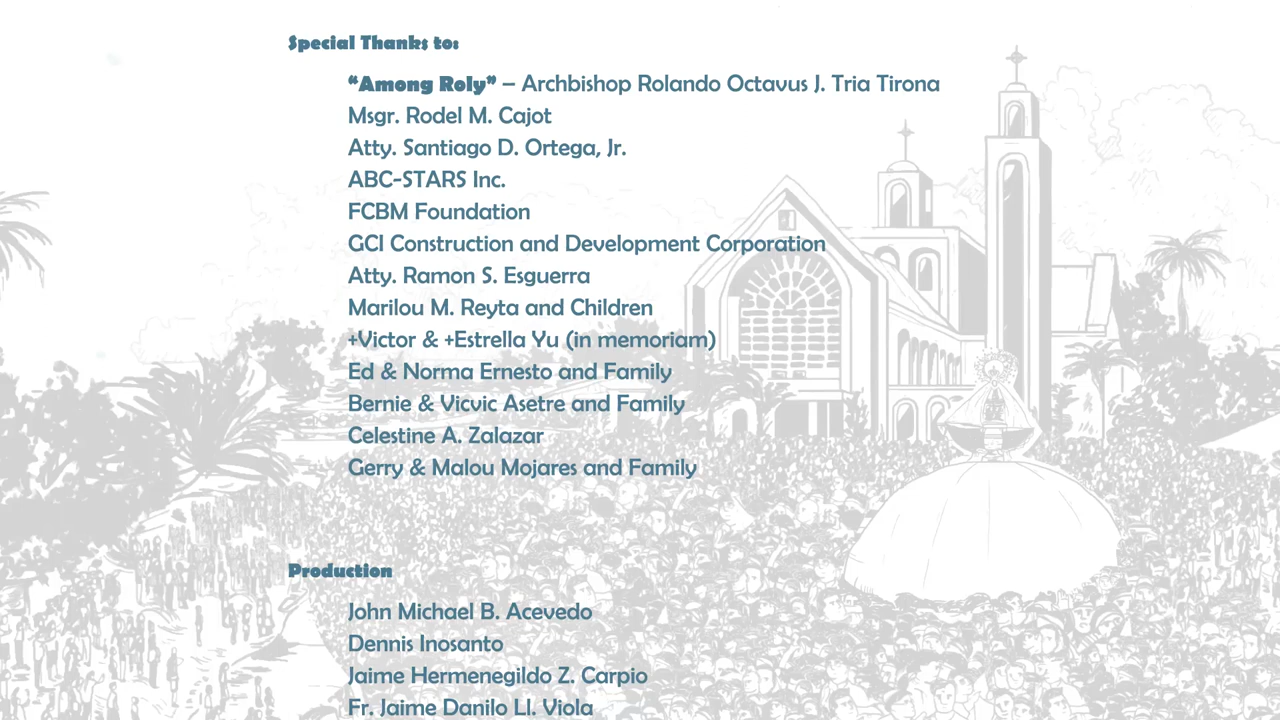 Special Thanks to:
“Among Roly” – Archbishop Rolando Octavus J. Tria Tirona
Msgr. Rodel M. Cajot
Atty. Santiago D. Ortega, Jr.
ABC-STARS Inc.
FCBM Foundation
GCI Construction and Development Corporation
Atty. Ramon S. Esguerra
Marilou M. Reyta and Children
+Victor & +Estrella Yu (in memoriam)
Ed & Norma Ernesto and Family
Bernie & Vicvic Asetre and Family
Celestine A. Zalazar
Gerry & Malou Mojares and Family
Production
John Michael B. Acevedo
Dennis Inosanto
Jaime Hermenegildo Z. Carpio
Fr. Jaime Danilo Ll. Viola